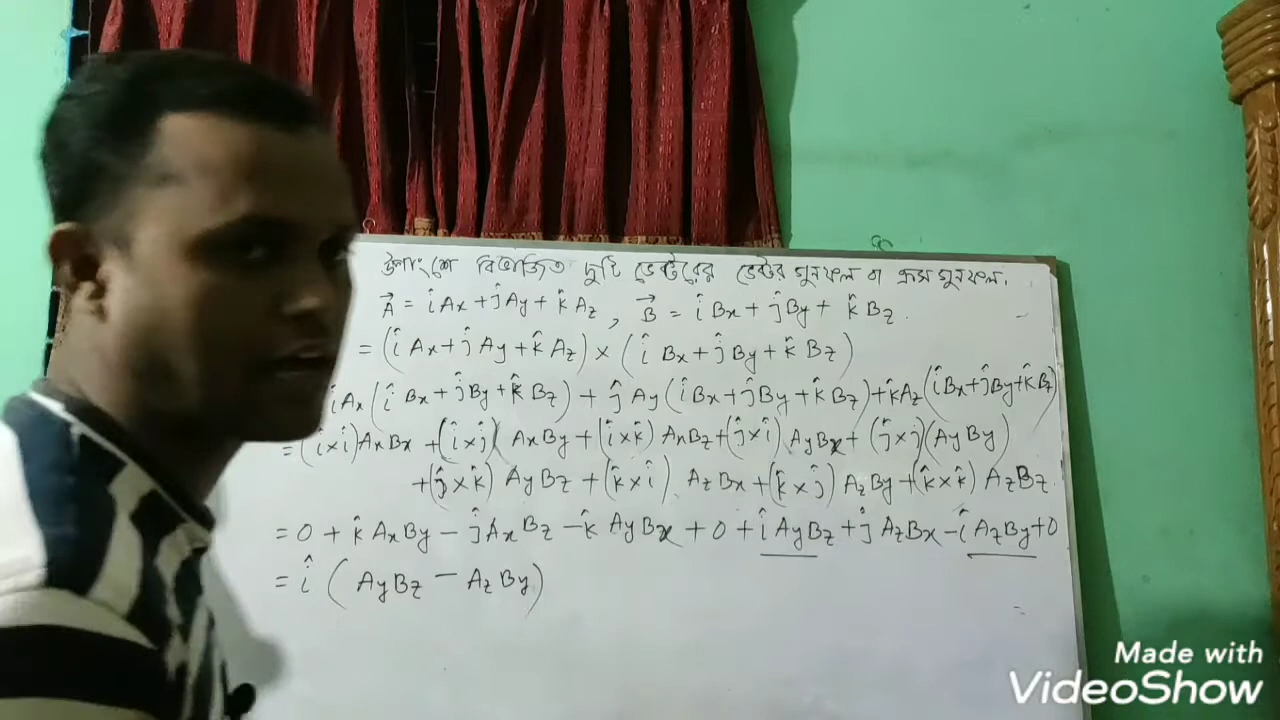 উপাংশে বিভাজিত দুটি ভেক্টরের ভেক্টর গুনফল বা ক্রস গুনফল.
A⃗ = îAx + ĵAy + k̂Az, B⃗ = îBx + ĵBy + k̂Bz.
= (îAx + ĵAy + k̂Az) × (îBx + ĵBy + k̂Bz)
îAx(îBx + ĵBy + k̂Bz) + ĵAy(îBx + ĵBy + k̂Bz) + k̂Az(îBx + ĵBy + k̂Bz)
= (î×î)AxBx + (î×ĵ)(AxBy + (î×k̂)AxBz + (ĵ×î)AyBx + (ĵ×ĵ)(AyBy)
+(ĵ×k̂)AyBz + (k̂×î)AzBx + (k̂×ĵ)AzBy + (k̂×k̂)AzBz
= 0 + k̂AxBy − ĵAxBz − k̂AyBx + 0 + îAyBz + ĵAzBx − îAzBy + 0
= î(AyBz − AzBy)
Made with
VideoShow